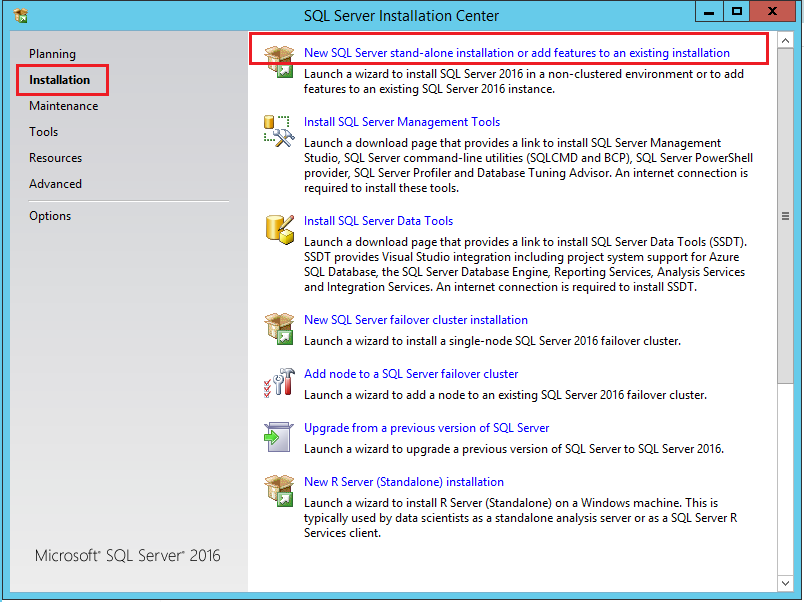 SQL Server Installation Center
Planning
Installation
Maintenance
Tools
Resources
Advanced
Options
New SQL Server stand-alone installation or add features to an existing installation
Launch a wizard to install SQL Server 2016 in a non-clustered environment or to add
features to an existing SQL Server 2016 instance.
Install SQL Server Management Tools
Launch a download page that provides a link to install SQL Server Management
Studio, SQL Server command-line utilities (SQLCMD and BCP), SQL Server PowerShell
provider, SQL Server Profiler and Database Tuning Advisor. An internet connection is
required to install these tools.
Install SQL Server Data Tools
Launch a download page that provides a link to install SQL Server Data Tools (SSDT).
SSDT provides Visual Studio integration including project system support for Azure
SQL Database, the SQL Server Database Engine, Reporting Services, Analysis Services
and Integration Services. An internet connection is required to install SSDT.
New SQL Server failover cluster installation
Launch a wizard to install a single-node SQL Server 2016 failover cluster.
Add node to a SQL Server failover cluster
Launch a wizard to add a node to an existing SQL Server 2016 failover cluster.
Upgrade from a previous version of SQL Server
Launch a wizard to upgrade a previous version of SQL Server to SQL Server 2016.
New R Server (Standalone) installation
Launch a wizard to install R Server (Standalone) on a Windows machine. This is
typically used by data scientists as a standalone analysis server or as a SQL Server R
Services client.
Microsoft® SQL Server® 2016